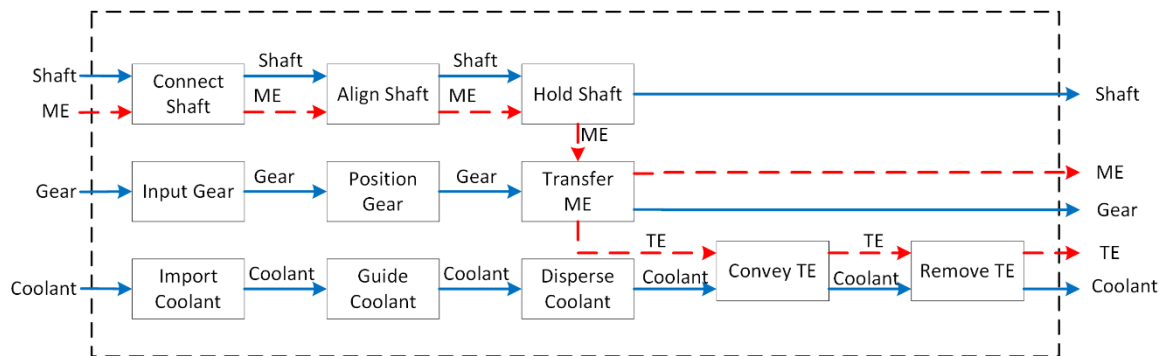 Shaft
Shaft
Shaft
Connect
Shaft
Align Shaft
Hold Shaft
Shaft
ME
ME
ME
ME
Gear
Gear
Gear
Input Gear
Position
Gear
Transfer
ME
ME
Gear
TE
TE
TE
Coolant
Coolant
Coolant
Coolant
Coolant
Coolant
Import
Coolant
Guide
Coolant
Disperse
Coolant
Convey TE
Remove TE